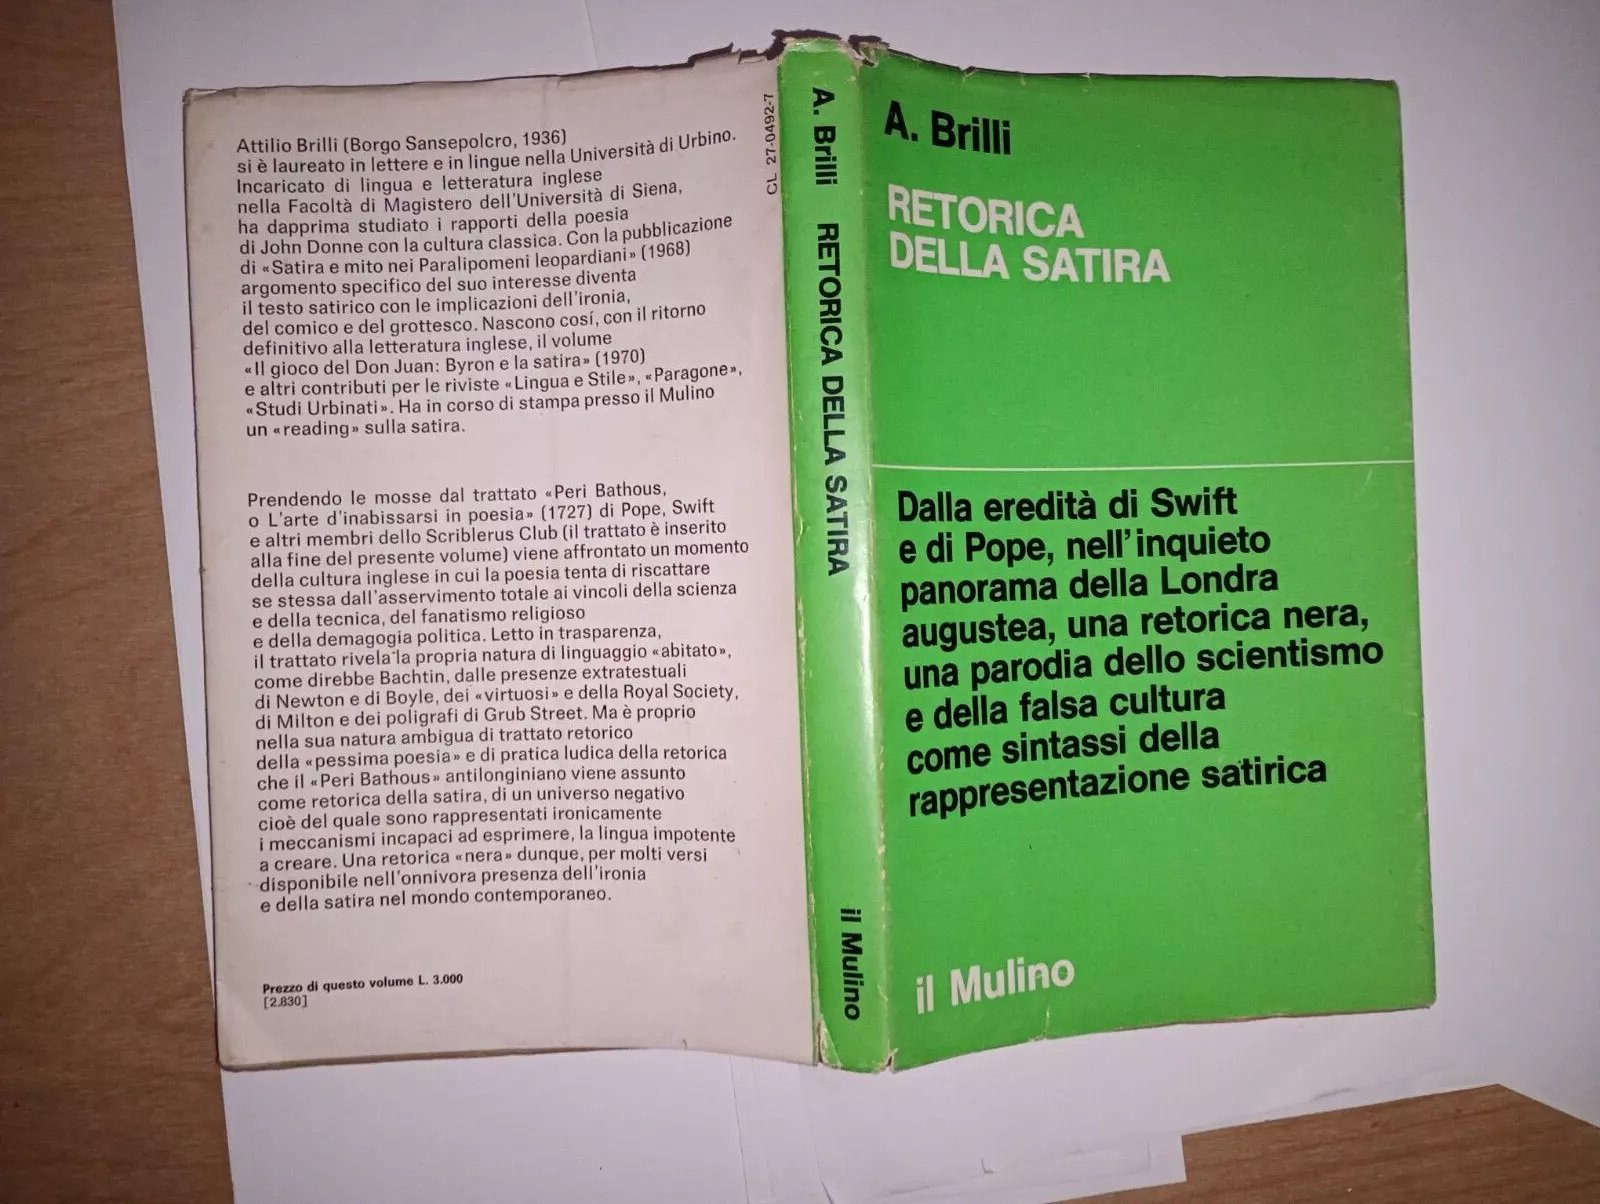 Attilio Brilli (Borgo Sansepolcro, 1936)
si è laureato in lettere e in lingue nella Università di Urbino.
Incaricato di lingua e letteratura inglese
nella Facoltà di Magistero dell'Università di Siena,
ha dapprima studiato i rapporti della poesia
di John Donne con la cultura classica. Con la pubblicazione
di «Satira e mito nei Paralipomeni leopardiani» (1968)
argomento specifico del suo interesse diventa
il testo satirico con le implicazioni dell'ironia,
del comico e del grottesco. Nascono cosí, con il ritorno
definitivo alla letteratura inglese, il volume
«Il gioco del Don Juan: Byron e la satira» (1970)
e altri contributi per le riviste «Lingua e Stile», «Paragone»,
«Studi Urbinati». Ha in corso di stampa presso il Mulino
un «reading» sulla satira.
Prendendo le mosse dal trattato «Peri Bathous,
o L'arte d'inabissarsi in poesia» (1727) di Pope, Swift
e altri membri dello Scriblerus Club (il trattato è inserito
alla fine del presente volume) viene affrontato un momento
della cultura inglese in cui la poesia tenta di riscattare
se stessa dall'asservimento totale ai vincoli della scienza
e della tecnica, del fanatismo religioso
e della demagogia politica. Letto in trasparenza,
il trattato rivela la propria natura di linguaggio «abitato»,
come direbbe Bachtin, dalle presenze extratestuali
di Newton e di Boyle, dei «virtuosi» e della Royal Society,
di Milton e dei poligrafi di Grub Street. Ma è proprio
nella sua natura ambigua di trattato retorico
della «pessima poesia» e di pratica ludica della retorica
che il «Peri Bathous» antilonginiano viene assunto
come retorica della satira, di un universo negativo
cioè del quale sono rappresentati ironicamente
i meccanismi incapaci ad esprimere, la lingua impotente
a creare. Una retorica «nera» dunque, per molti versi
disponibile nell'onnivora presenza dell'ironia
e della satira nel mondo contemporaneo.
Prezzo di questo volume L. 3.000
[2.830]
CL 27-0492-7
A. Brilli RETORICA DELLA SATIRA il Mulino
A. Brilli
RETORICA
DELLA SATIRA
Dalla eredità di Swift
e di Pope, nell'inquieto
panorama della Londra
augustea, una retorica nera,
una parodia dello scientismo
e della falsa cultura
come sintassi della
rappresentazione satirica
il Mulino